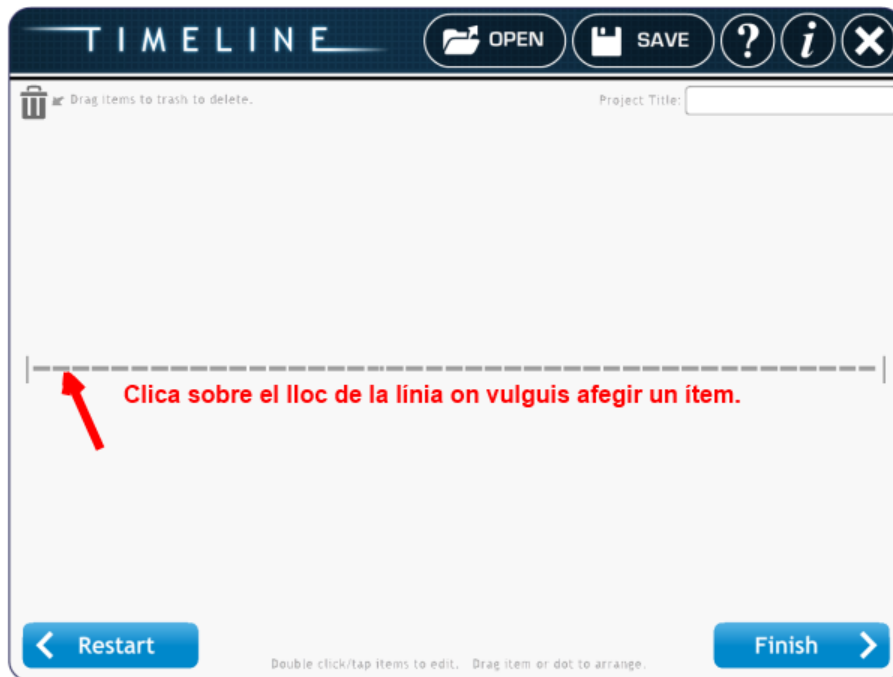 TIMELINE
OPEN
SAVE
?
i
X
Drag items to trash to delete.
Project Title:
Clica sobre el lloc de la línia on vulguis afegir un ítem.
Restart
Finish
Double click/tap items to edit. Drag item or dot to arrange.